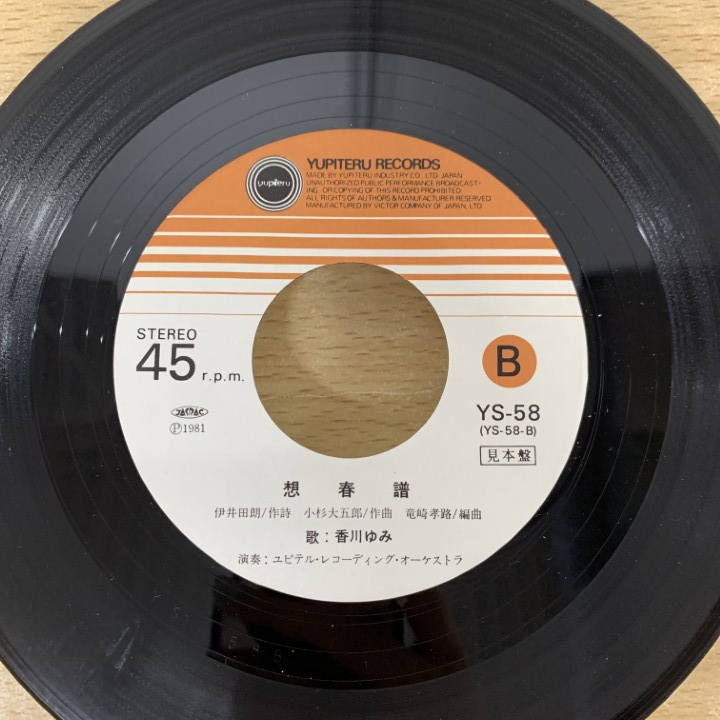 YUPITERU RECORDS
yupiteru
MADE BY YUPITERU INDUSTRY CO., LTD. JAPAN
UNAUTHORIZED PUBLIC PERFORMANCE BROADCAST-
ING OR COPYING OF THIS RECORD PROHIBITED.
ALL RIGHTS OF AUTHORS & MANUFACTURER RESERVED.
MANUFACTURED BY VICTOR COMPANY OF JAPAN, LTD.
STEREO
45 r.p.m.
B
JASRAC
Ⓟ1981
YS-58
(YS-58-B)
見本盤
想春譜
伊井田朗/作詩 小杉大五郎/作曲 竜崎孝路/編曲
歌:香川ゆみ
演奏:ユピテル・レコーディング・オーケストラ